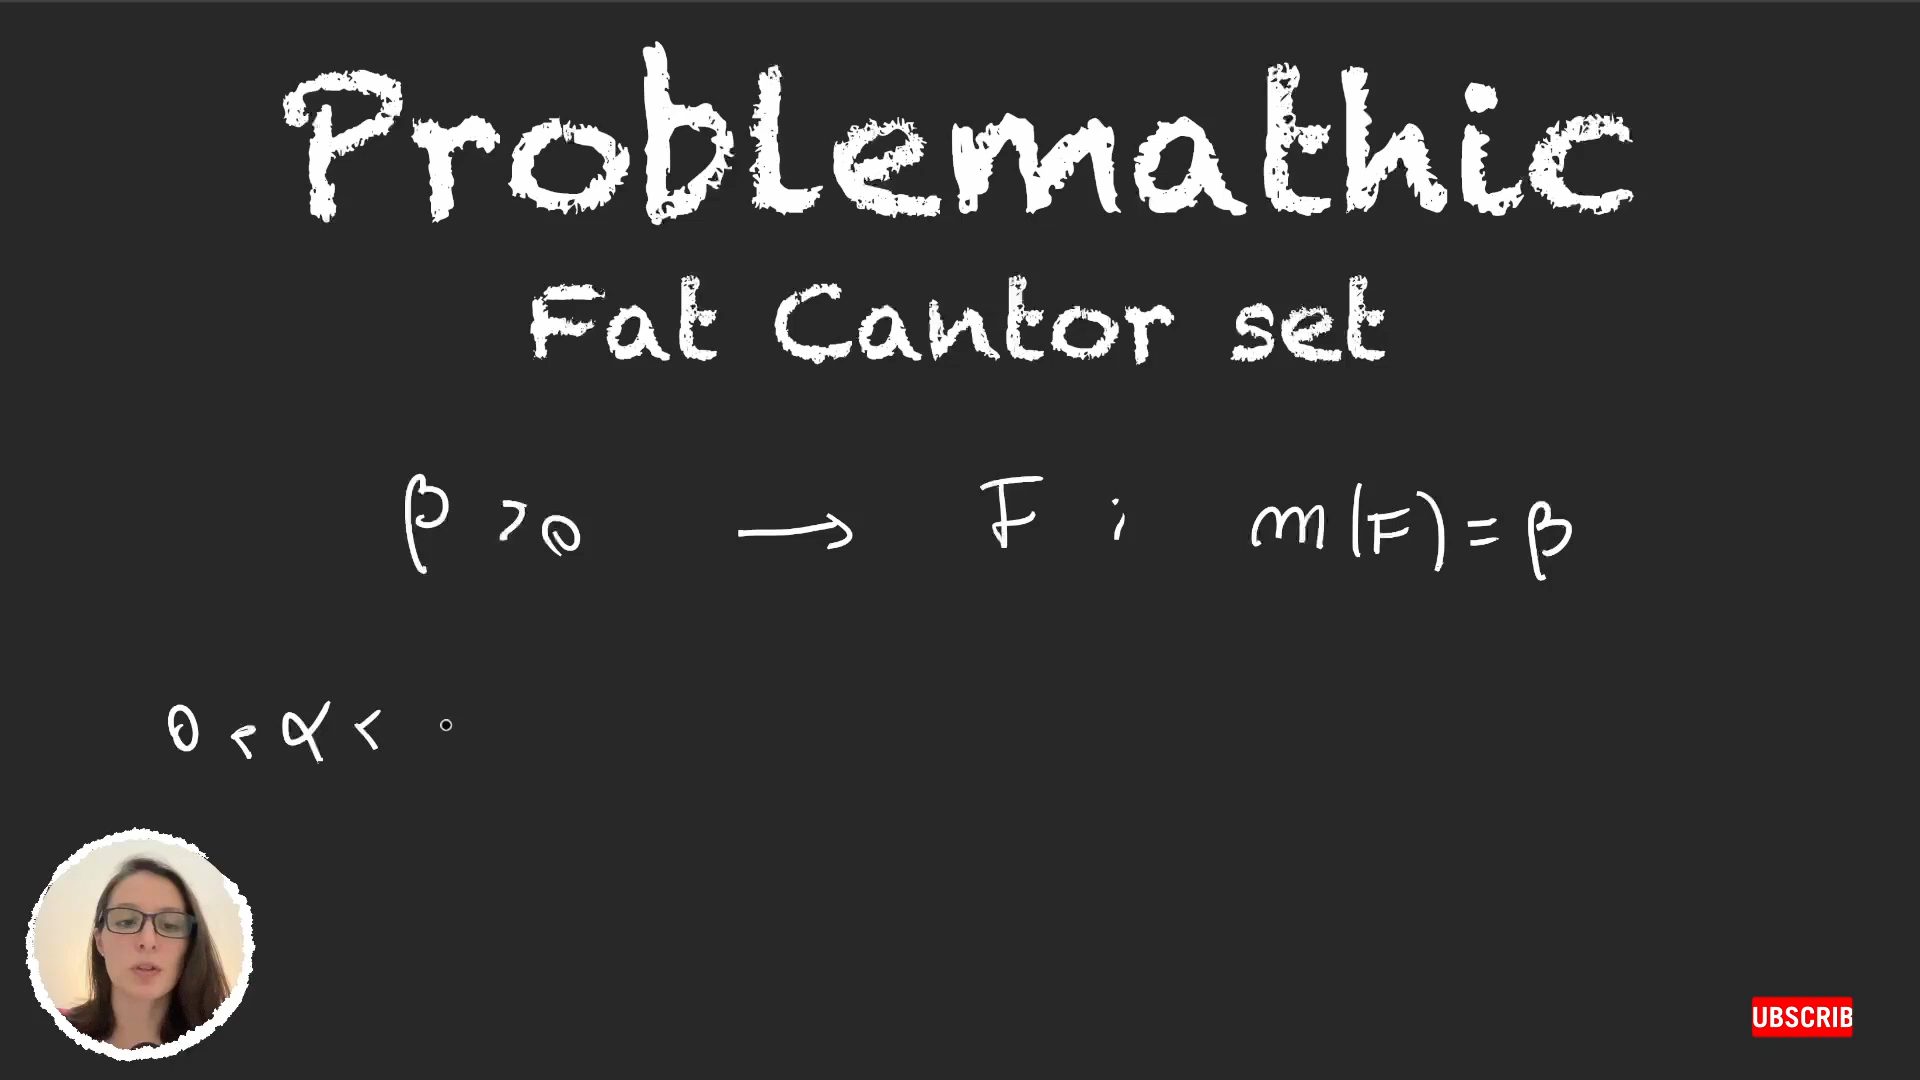 Problemathic
Fat Cantor set
β > 0 → F : m(F) = β
0 < α <
UBSCRIB